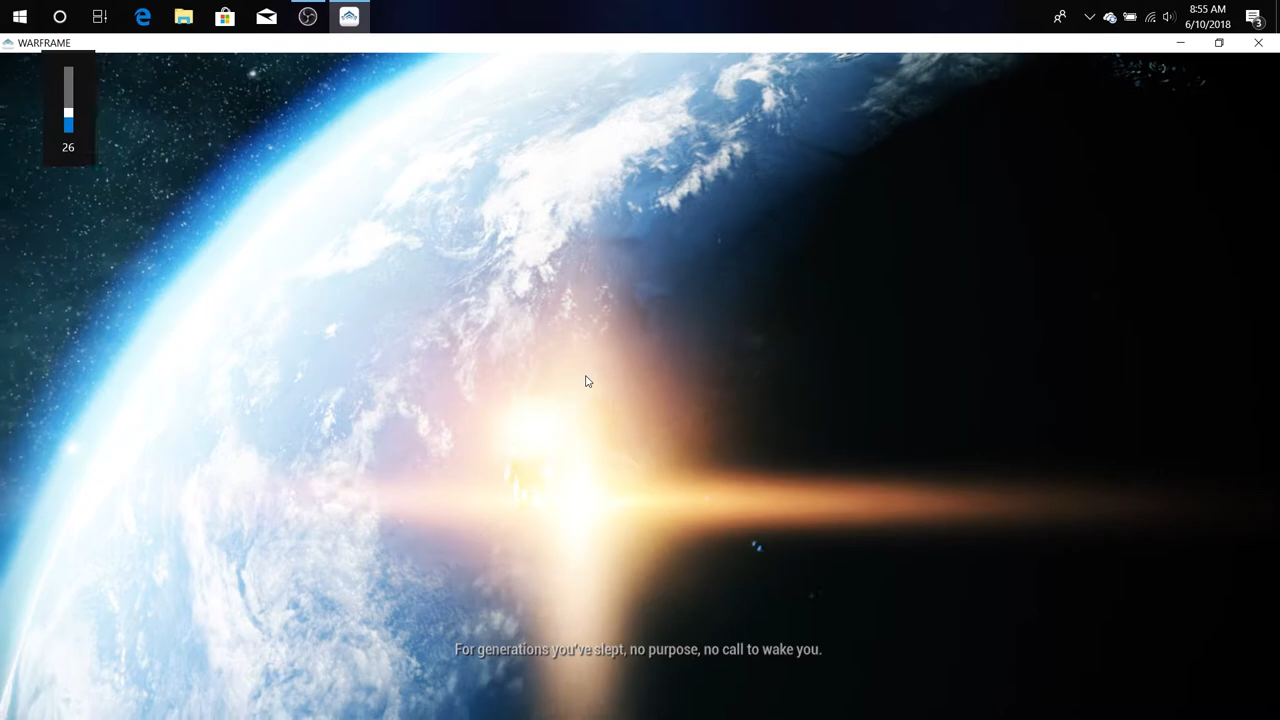 8:55 AM
6/10/2018
3
WARFRAME
26
For generations you've slept, no purpose, no call to wake you.